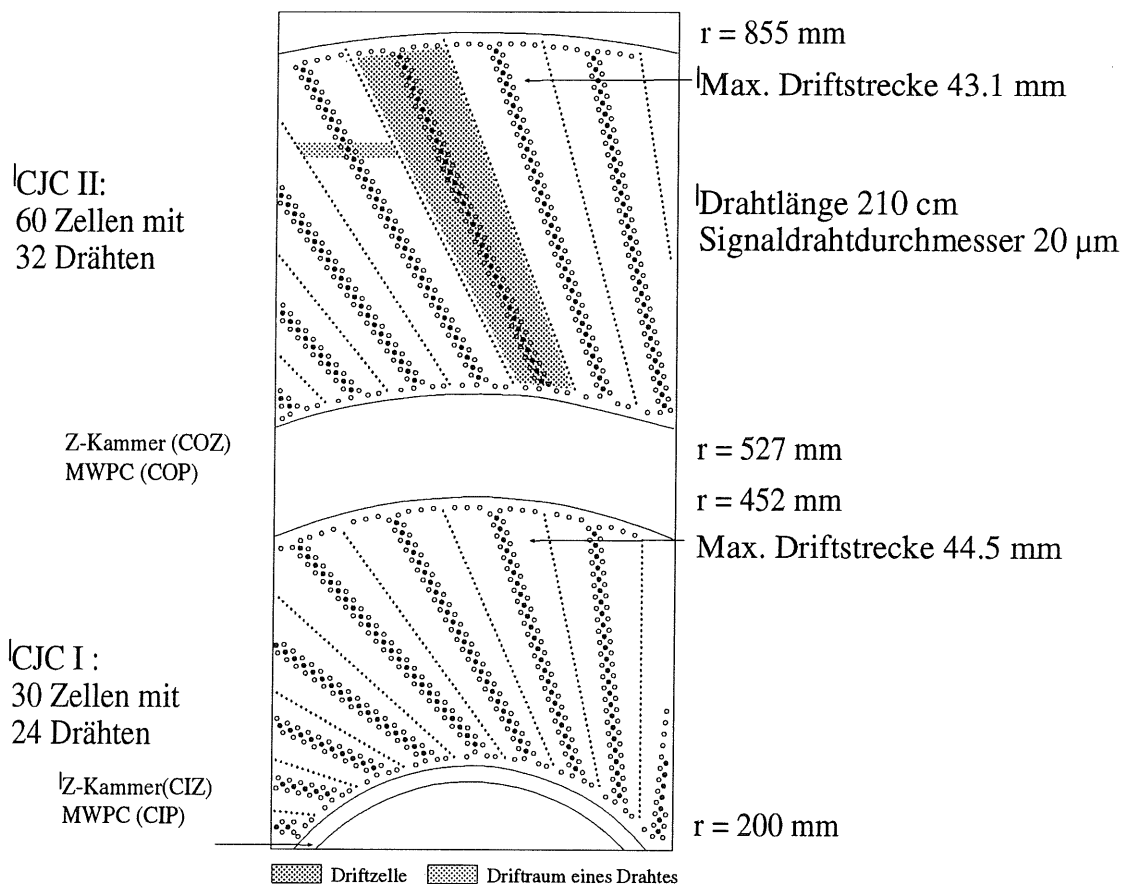 r = 855 mm
Max. Driftstrecke 43.1 mm
CJC II:
60 Zellen mit
32 Drähten
Drahtlänge 210 cm
Signaldrahtdurchmesser 20 µm
Z-Kammer (COZ)
MWPC (COP)
r = 527 mm
r = 452 mm
Max. Driftstrecke 44.5 mm
CJC I :
30 Zellen mit
24 Drähten
Z-Kammer(CIZ)
MWPC (CIP)
r = 200 mm
Driftzelle
Driftraum eines Drahtes